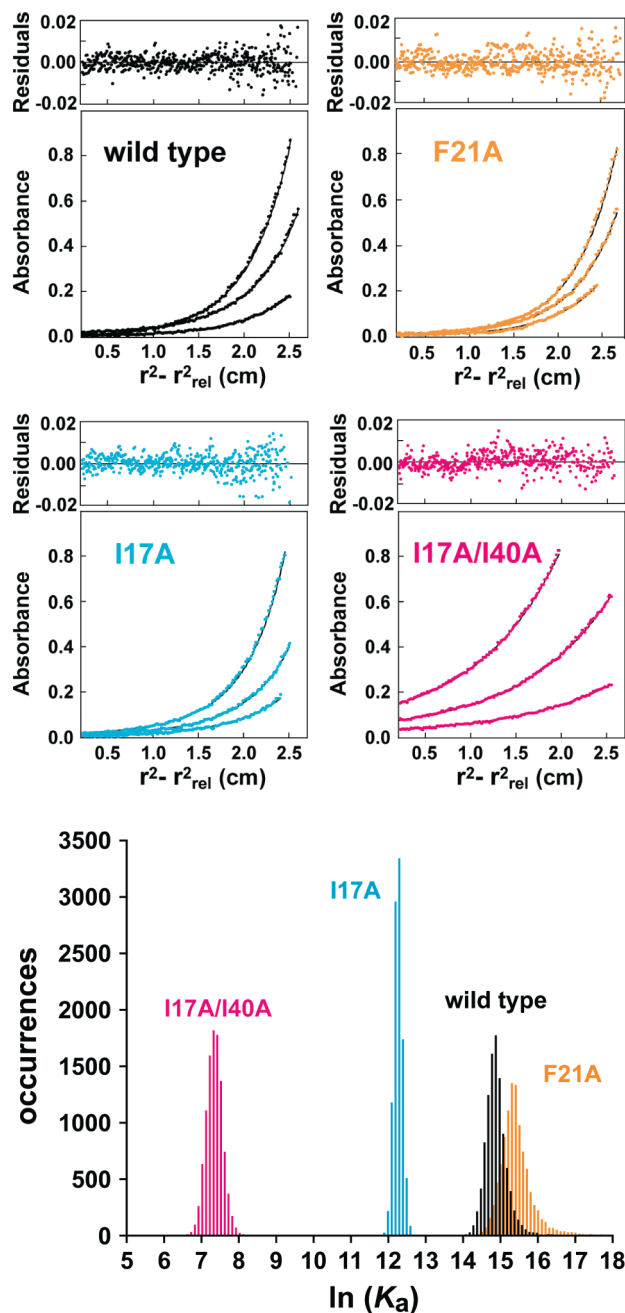 Residuals
0.02
0.00
-0.02
wild type
Absorbance
0.8
0.6
0.4
0.2
0.0
0.5 1.0 1.5 2.0 2.5
r²- r²rel (cm)
Residuals
0.02
0.00
-0.02
F21A
Absorbance
0.8
0.6
0.4
0.2
0.0
0.5 1.0 1.5 2.0 2.5
r²- r²rel (cm)
Residuals
0.02
0.00
-0.02
I17A
Absorbance
0.8
0.6
0.4
0.2
0.0
0.5 1.0 1.5 2.0 2.5
r²- r²rel (cm)
Residuals
0.02
0.00
-0.02
I17A/I40A
Absorbance
0.8
0.6
0.4
0.2
0.0
0.5 1.0 1.5 2.0 2.5
r²- r²rel (cm)
occurrences
3500
3000
2500
2000
1500
1000
500
0
I17A
I17A/I40A
wild type
F21A
5 6 7 8 9 10 11 12 13 14 15 16 17 18
ln (Ka)